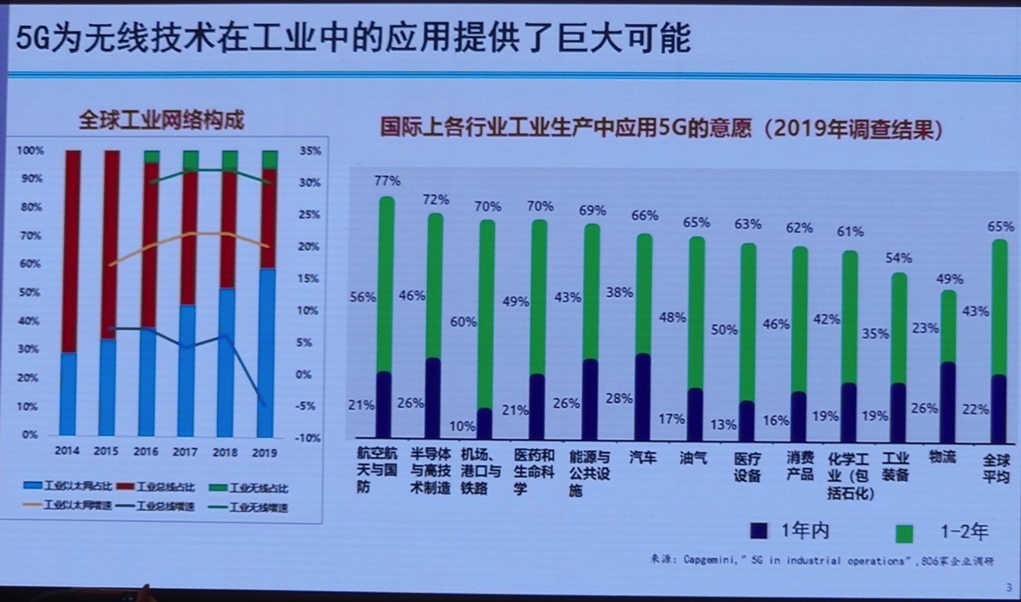 5G为无线技术在工业中的应用提供了巨大可能
全球工业网络构成
100%
90%
80%
70%
60%
50%
40%
30%
20%
10%
0%
35%
30%
25%
20%
15%
10%
5%
0%
-5%
-10%
2014 2015 2016 2017 2018 2019
工业以太网占比 工业总线占比 工业无线占比
工业以太网增速 工业总线增速 工业无线增速
国际上各行业工业生产中应用5G的意愿（2019年调查结果）
77% 72% 70% 70% 69% 66% 65% 63% 62% 61% 54% 49% 65%
56% 46% 60% 49% 43% 38% 48% 50% 46% 42% 35% 23% 43%
21% 26% 10% 21% 26% 28% 17% 13% 16% 19% 19% 26% 22%
航空航
天与国
防
半导体
与高技
术制造
机场、
港口与
铁路
医药和
生命科
学
能源与
公共设
施
汽车
油气
医疗
设备
消费
产品
化学工
业（包
括石化）
工业
装备
物流
全球
平均
1年内 1-2年
来源：Capgemini,"5G in industrial operations",806家企业调研
3